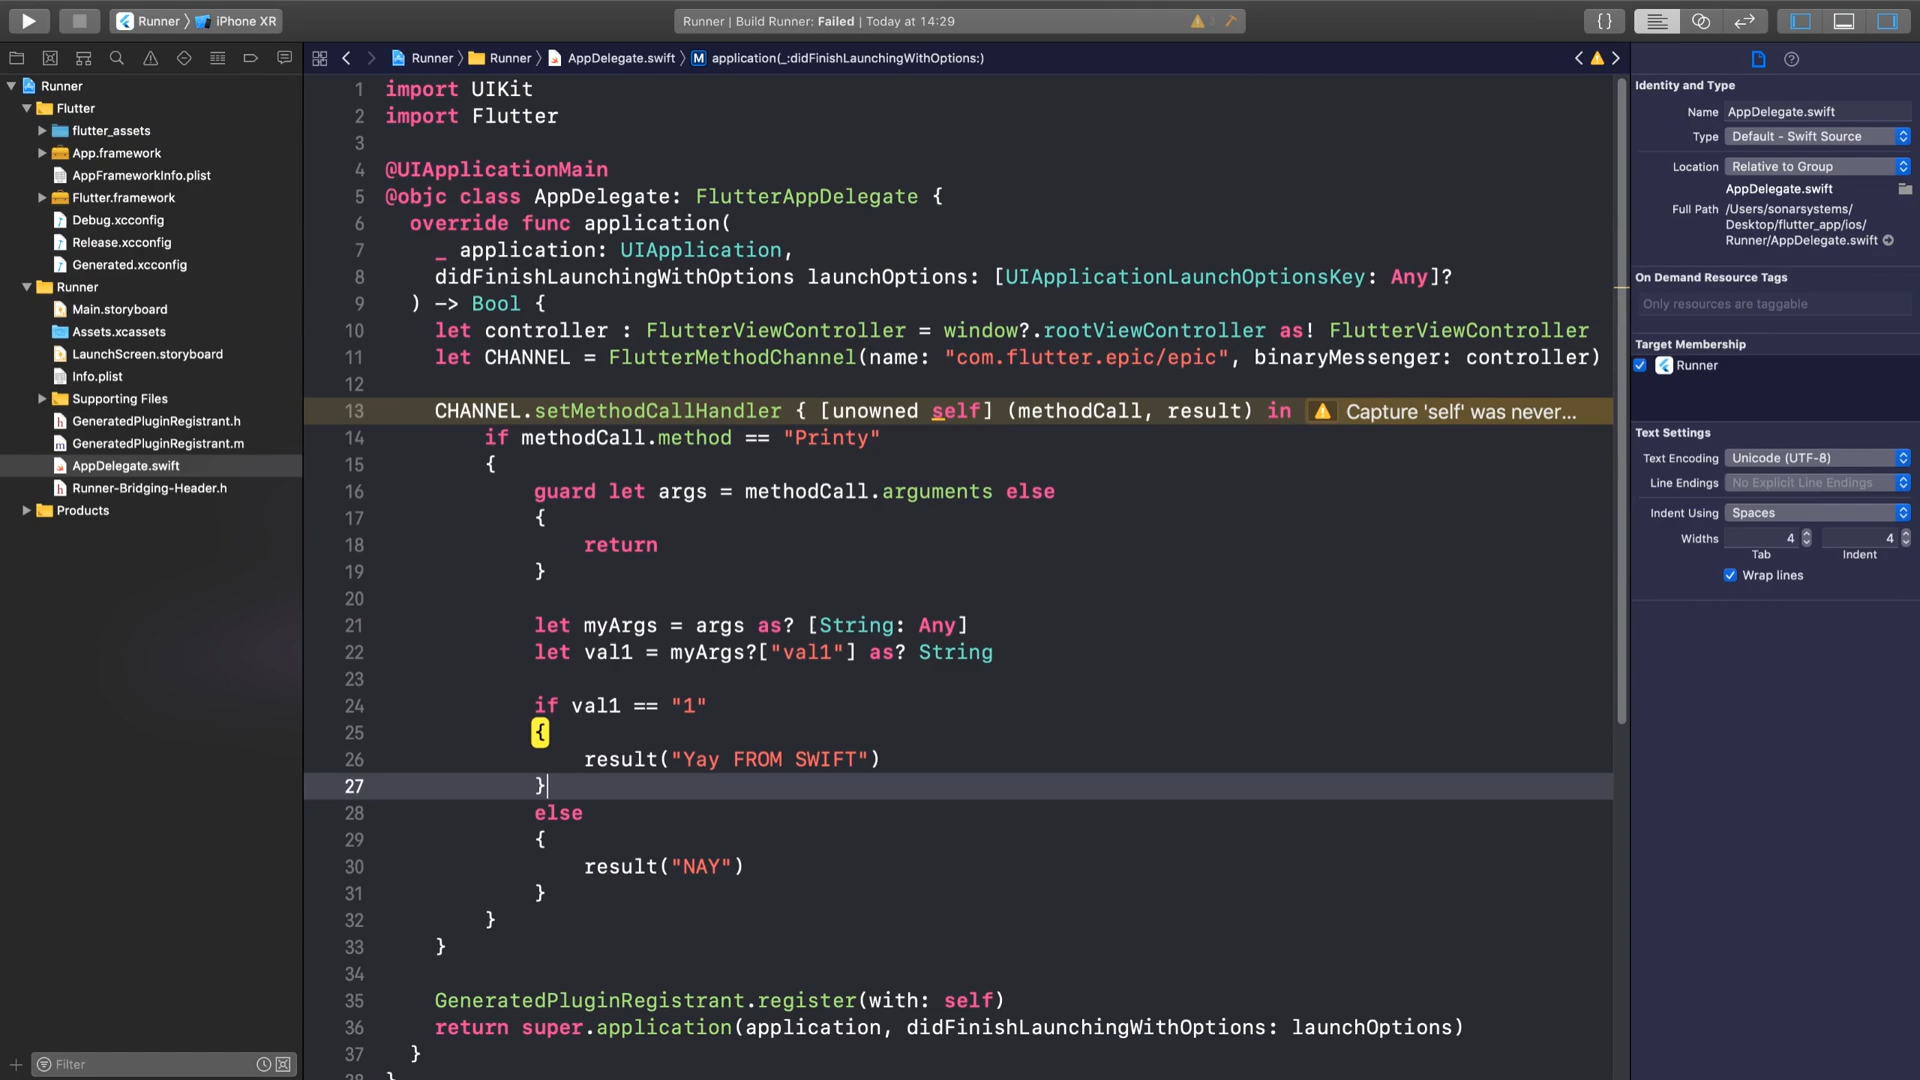 Runner 〉 iPhone XR
Runner | Build Runner: Failed | Today at 14:29
Runner 〉 Runner 〉 AppDelegate.swift 〉 M application(_:didFinishLaunchingWithOptions:)
Runner
Flutter
flutter_assets
App.framework
AppFrameworkInfo.plist
Flutter.framework
Debug.xcconfig
Release.xcconfig
Generated.xcconfig
Runner
Main.storyboard
Assets.xcassets
LaunchScreen.storyboard
Info.plist
Supporting Files
GeneratedPluginRegistrant.h
GeneratedPluginRegistrant.m
AppDelegate.swift
Runner-Bridging-Header.h
Products
Filter
1 import UIKit
2 import Flutter
3
4 @UIApplicationMain
5 @objc class AppDelegate: FlutterAppDelegate {
6 override func application(
7 _ application: UIApplication,
8 didFinishLaunchingWithOptions launchOptions: [UIApplicationLaunchOptionsKey: Any]?
9 ) -> Bool {
10 let controller : FlutterViewController = window?.rootViewController as! FlutterViewController
11 let CHANNEL = FlutterMethodChannel(name: "com.flutter.epic/epic", binaryMessenger: controller)
12
13 CHANNEL.setMethodCallHandler { [unowned self] (methodCall, result) in Capture 'self' was never...
14 if methodCall.method == "Printy"
15 {
16 guard let args = methodCall.arguments else
17 {
18 return
19 }
20
21 let myArgs = args as? [String: Any]
22 let val1 = myArgs?["val1"] as? String
23
24 if val1 == "1"
25 {
26 result("Yay FROM SWIFT")
27 }
28 else
29 {
30 result("NAY")
31 }
32 }
33 }
34
35 GeneratedPluginRegistrant.register(with: self)
36 return super.application(application, didFinishLaunchingWithOptions: launchOptions)
37 }
Identity and Type
Name AppDelegate.swift
Type Default - Swift Source
Location Relative to Group
AppDelegate.swift
Full Path /Users/sonarsystems/
Desktop/flutter_app/ios/
Runner/AppDelegate.swift
On Demand Resource Tags
Only resources are taggable
Target Membership
Runner
Text Settings
Text Encoding Unicode (UTF-8)
Line Endings No Explicit Line Endings
Indent Using Spaces
Widths 4 4
Tab Indent
Wrap lines